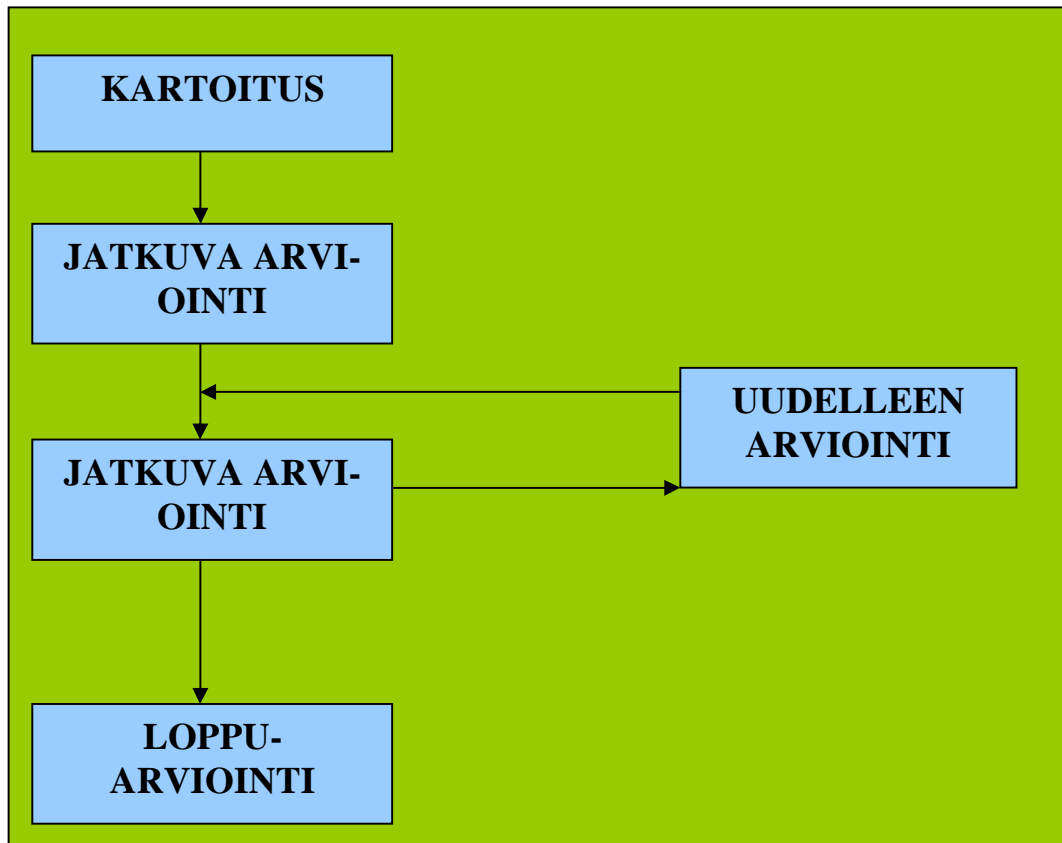 KARTOITUS
JATKUVA ARVI-
OINTI
UUDELLEEN
ARVIOINTI
JATKUVA ARVI-
OINTI
LOPPU-
ARVIOINTI